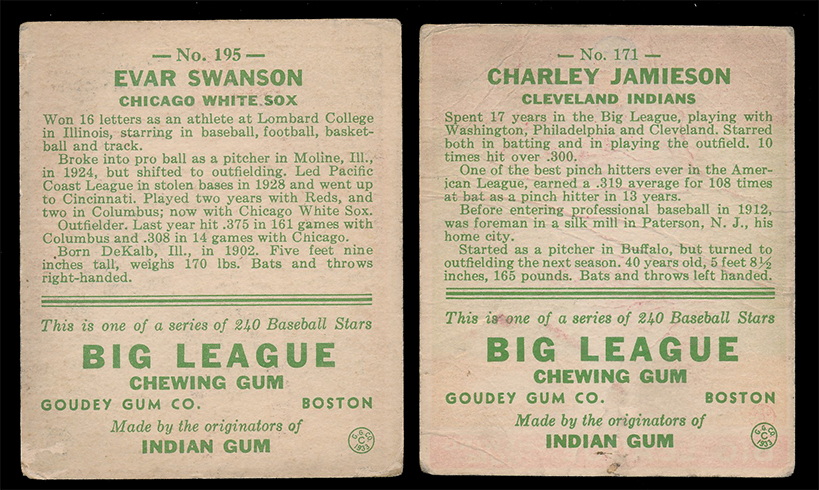 — No. 195 —
EVAR SWANSON
CHICAGO WHITE SOX
Won 16 letters as an athlete at Lombard College
in Illinois, starring in baseball, football, basket-
ball and track.
Broke into pro ball as a pitcher in Moline, Ill.,
in 1924, but shifted to outfielding. Led Pacific
Coast League in stolen bases in 1928 and went up
to Cincinnati. Played two years with Reds, and
two in Columbus; now with Chicago White Sox.
Outfielder. Last year hit .375 in 161 games with
Columbus and .308 in 14 games with Chicago.
Born DeKalb, Ill., in 1902. Five feet nine
inches tall, weighs 170 lbs. Bats and throws
right-handed.
This is one of a series of 240 Baseball Stars
BIG LEAGUE
CHEWING GUM
GOUDEY GUM CO. BOSTON
Made by the originators of
INDIAN GUM
G.G.CO.
C
1933
— No. 171 —
CHARLEY JAMIESON
CLEVELAND INDIANS
Spent 17 years in the Big League, playing with
Washington, Philadelphia and Cleveland. Starred
both in batting and in playing the outfield. 10
times hit over .300.
One of the best pinch hitters ever in the Amer-
ican League, earned a .319 average for 108 times
at bat as a pinch hitter in 13 years.
Before entering professional baseball in 1912,
was foreman in a silk mill in Paterson, N. J., his
home city.
Started as a pitcher in Buffalo, but turned to
outfielding the next season. 40 years old, 5 feet 8½
inches, 165 pounds. Bats and throws left handed.
This is one of a series of 240 Baseball Stars
BIG LEAGUE
CHEWING GUM
GOUDEY GUM CO. BOSTON
Made by the originators of
INDIAN GUM
G.G.CO.
C
1933